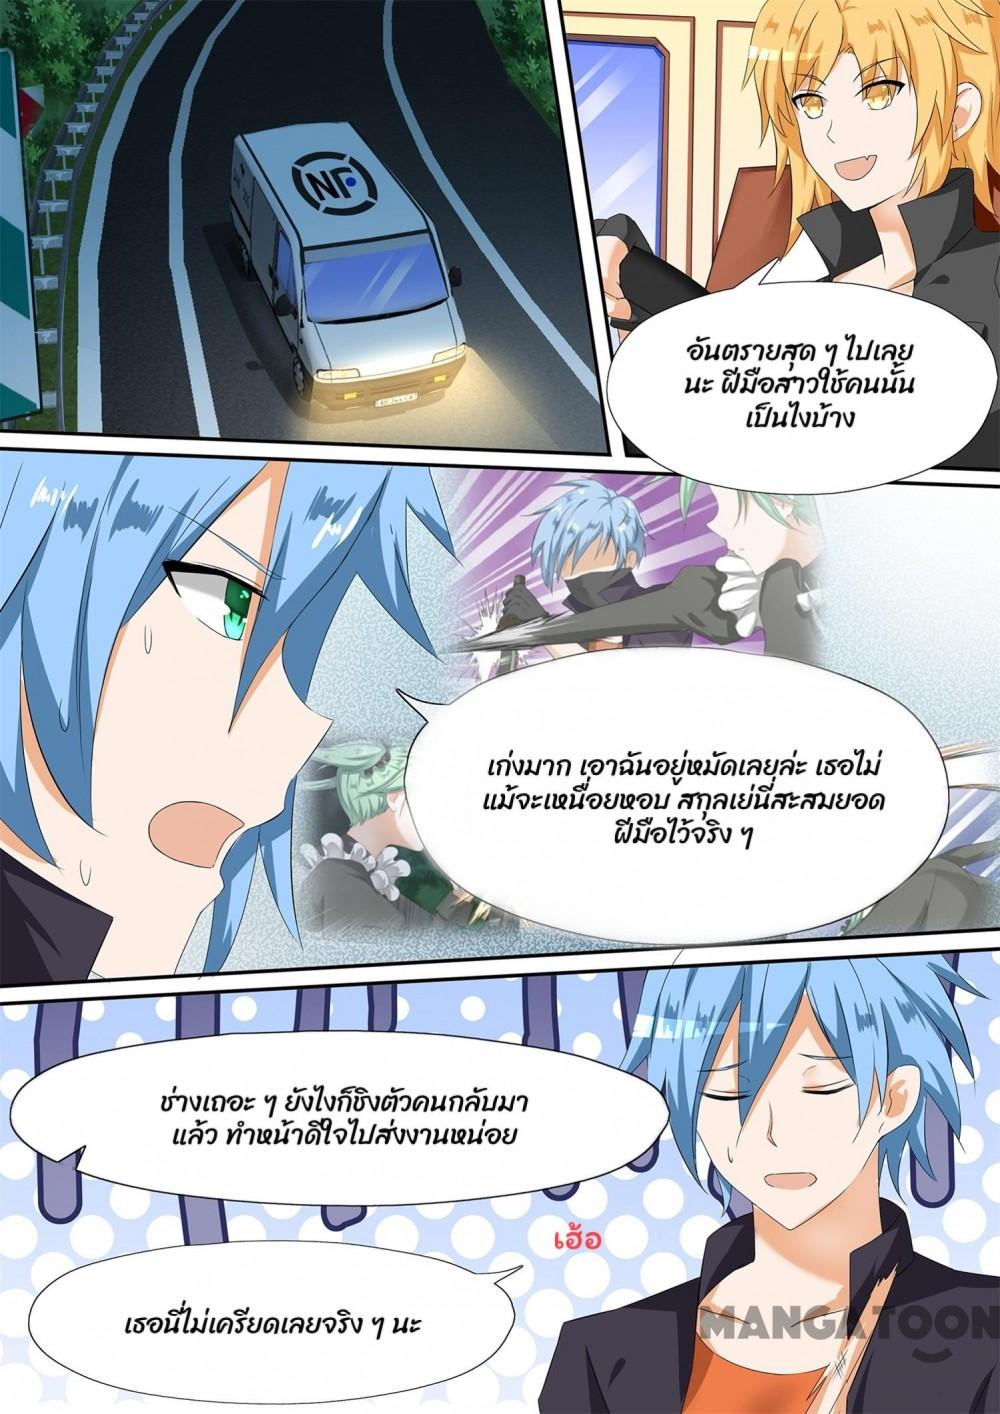 NF
อันตรายสุด ๆ ไปเลย
นะ ฝีมือสาวใช้คนนั้น
เป็นไงบ้าง
เก่งมาก เอาฉันอยู่หมัดเลยล่ะ เธอไม่
แม้จะเหนื่อยหอบ สกุลเย่นี่สะสมยอด
ฝีมือไว้จริง ๆ
ช่างเถอะ ๆ ยังไงก็ชิงตัวคนกลับมา
แล้ว ทำหน้าดีใจไปส่งงานหน่อย
เฮ้อ
เธอนี่ไม่เครียดเลยจริง ๆ นะ
MANGATOON